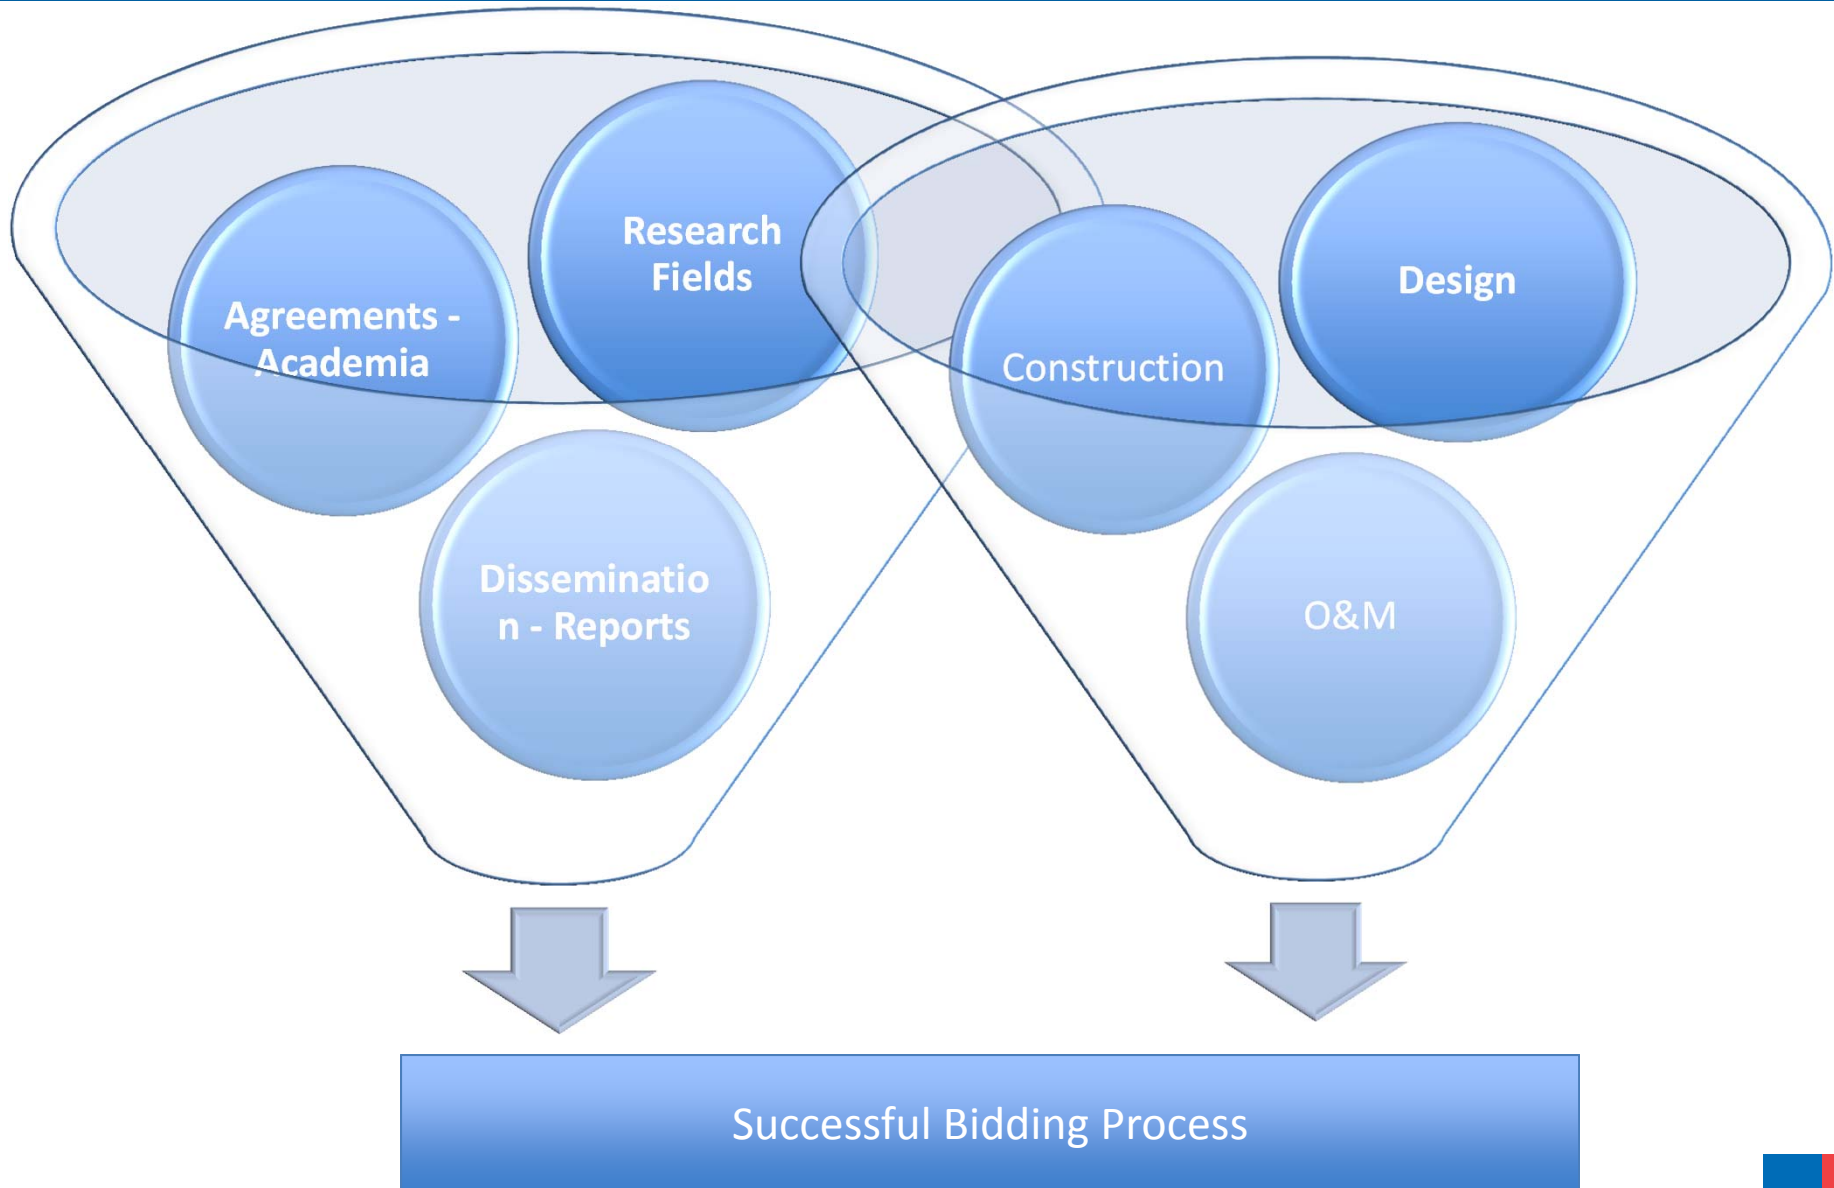 Research
Fields
Agreements -
Academia
Disseminatio
n - Reports
Design
Construction
O&M
Successful Bidding Process